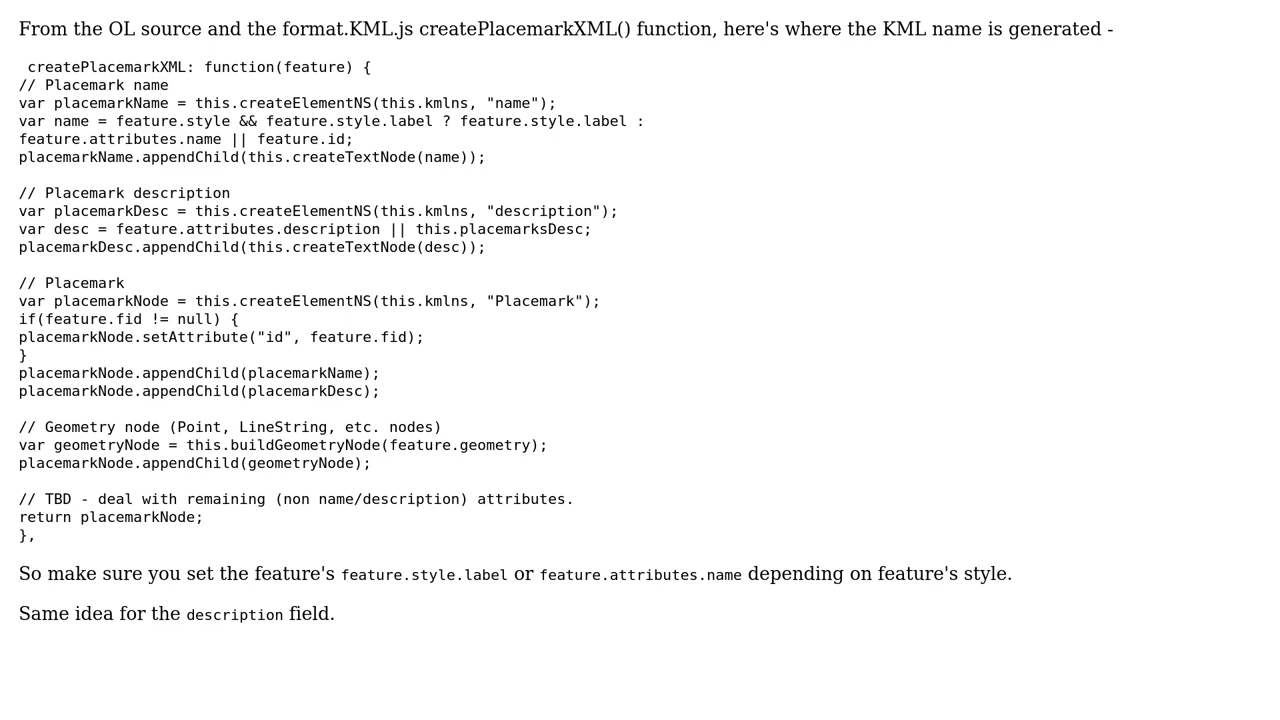 From the OL source and the format.KML.js createPlacemarkXML() function, here's where the KML name is generated -
createPlacemarkXML: function(feature) {
// Placemark name
var placemarkName = this.createElementNS(this.kmlns, "name");
var name = feature.style && feature.style.label ? feature.style.label :
feature.attributes.name || feature.id;
placemarkName.appendChild(this.createTextNode(name));

// Placemark description
var placemarkDesc = this.createElementNS(this.kmlns, "description");
var desc = feature.attributes.description || this.placemarksDesc;
placemarkDesc.appendChild(this.createTextNode(desc));

// Placemark
var placemarkNode = this.createElementNS(this.kmlns, "Placemark");
if(feature.fid != null) {
placemarkNode.setAttribute("id", feature.fid);
}
placemarkNode.appendChild(placemarkName);
placemarkNode.appendChild(placemarkDesc);

// Geometry node (Point, LineString, etc. nodes)
var geometryNode = this.buildGeometryNode(feature.geometry);
placemarkNode.appendChild(geometryNode);

// TBD - deal with remaining (non name/description) attributes.
return placemarkNode;
},
So make sure you set the feature's feature.style.label or feature.attributes.name depending on feature's style.
Same idea for the description field.